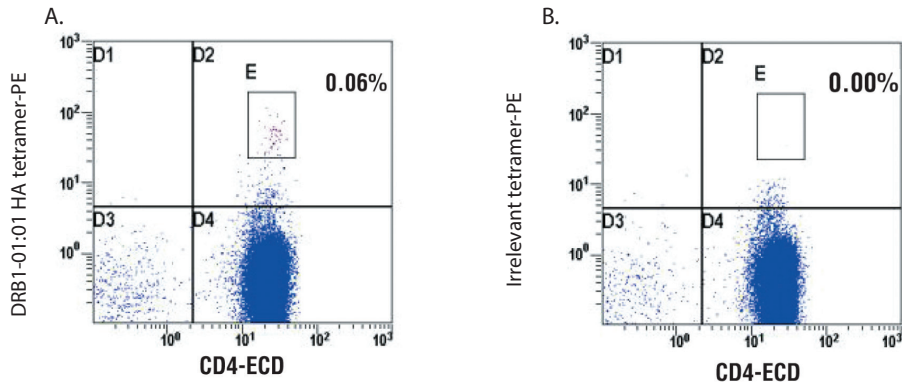 A.
10³
D1
D2
E
0.06%
10²
10¹
D3
D4
10⁰
10⁰
10¹
10²
10³
DRB1-01:01 HA tetramer-PE
CD4-ECD
B.
10³
D1
D2
E
0.00%
10²
10¹
D3
D4
10⁰
10⁰
10¹
10²
10³
Irrelevant tetramer-PE
CD4-ECD